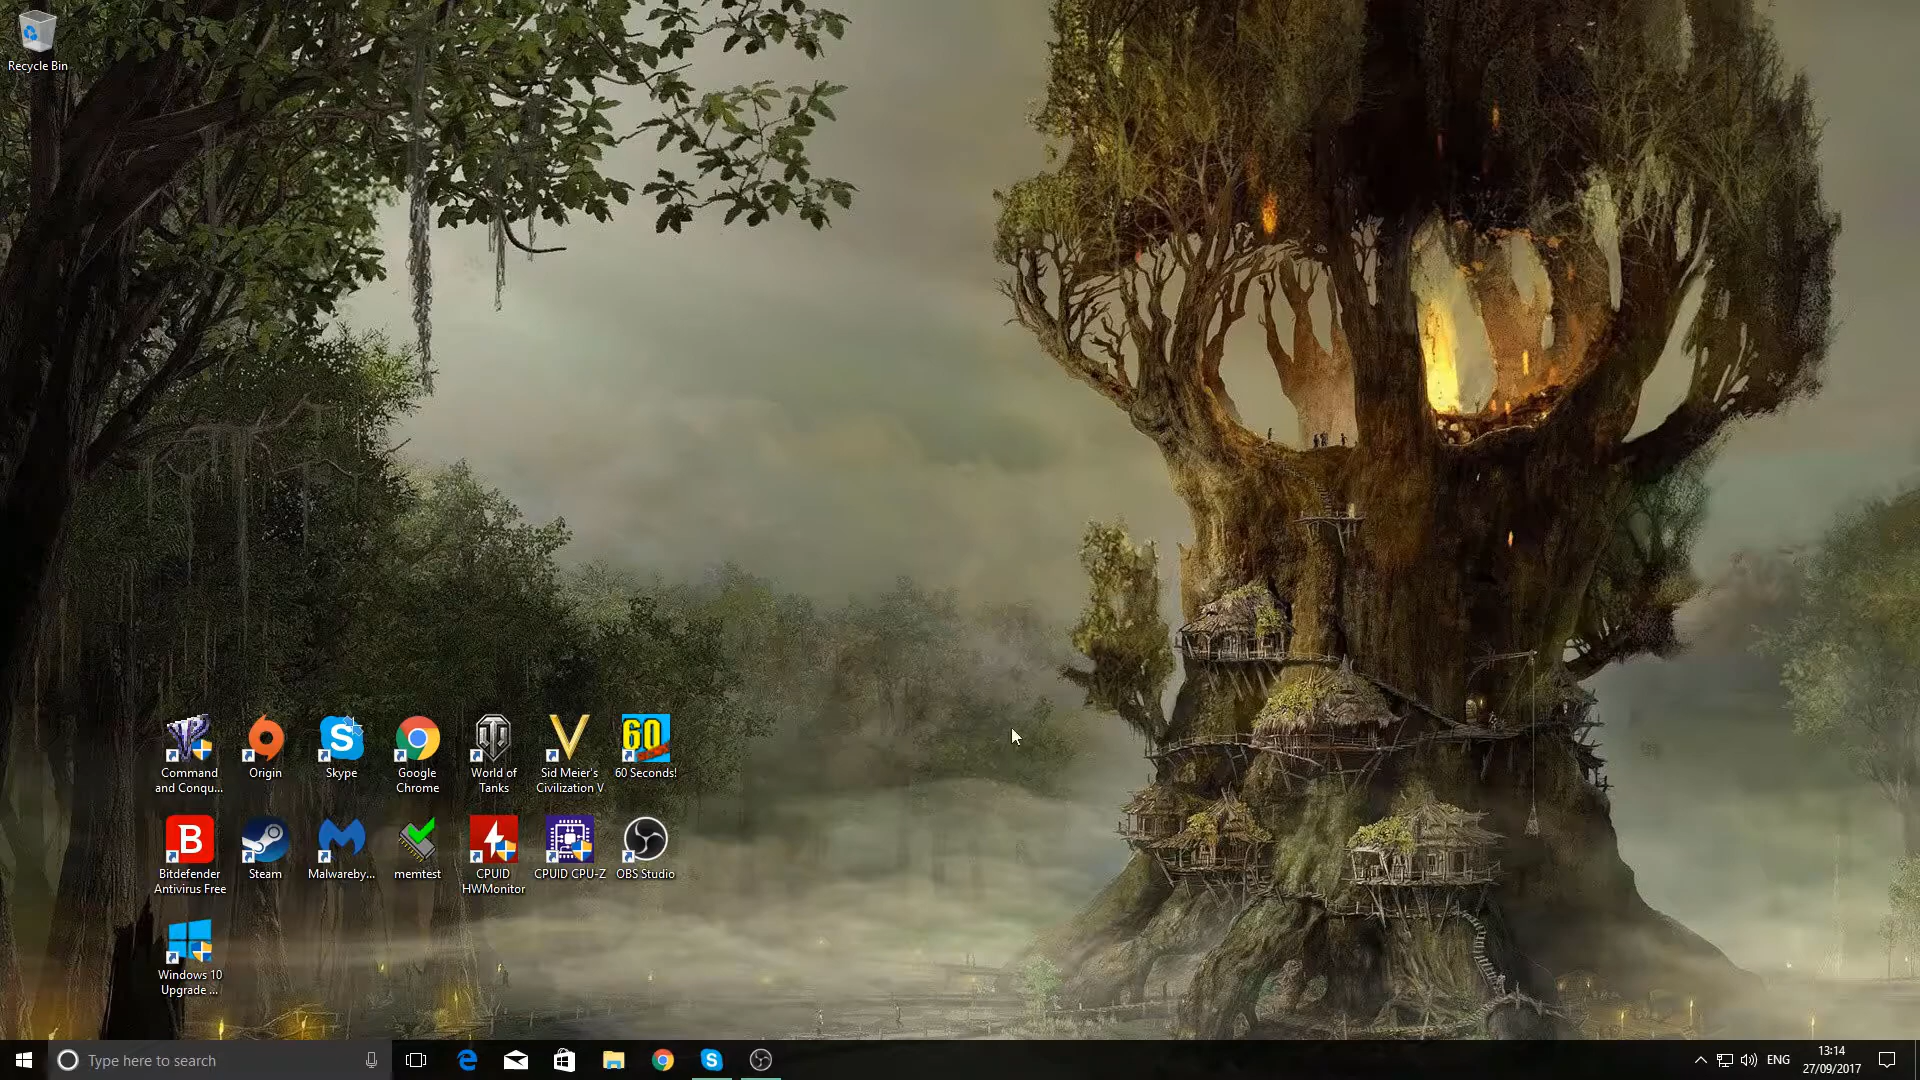 Recycle Bin
Command
and Conqu...
Origin
Skype
Google
Chrome
World of
Tanks
Sid Meier's
Civilization V
60
60 Seconds!
B
Bitdefender
Antivirus Free
Steam
Malwareby...
memtest
CPUID
HWMonitor
CPUID CPU-Z
OBS Studio
Windows 10
Upgrade ...
Type here to search
ENG
13:14
27/09/2017